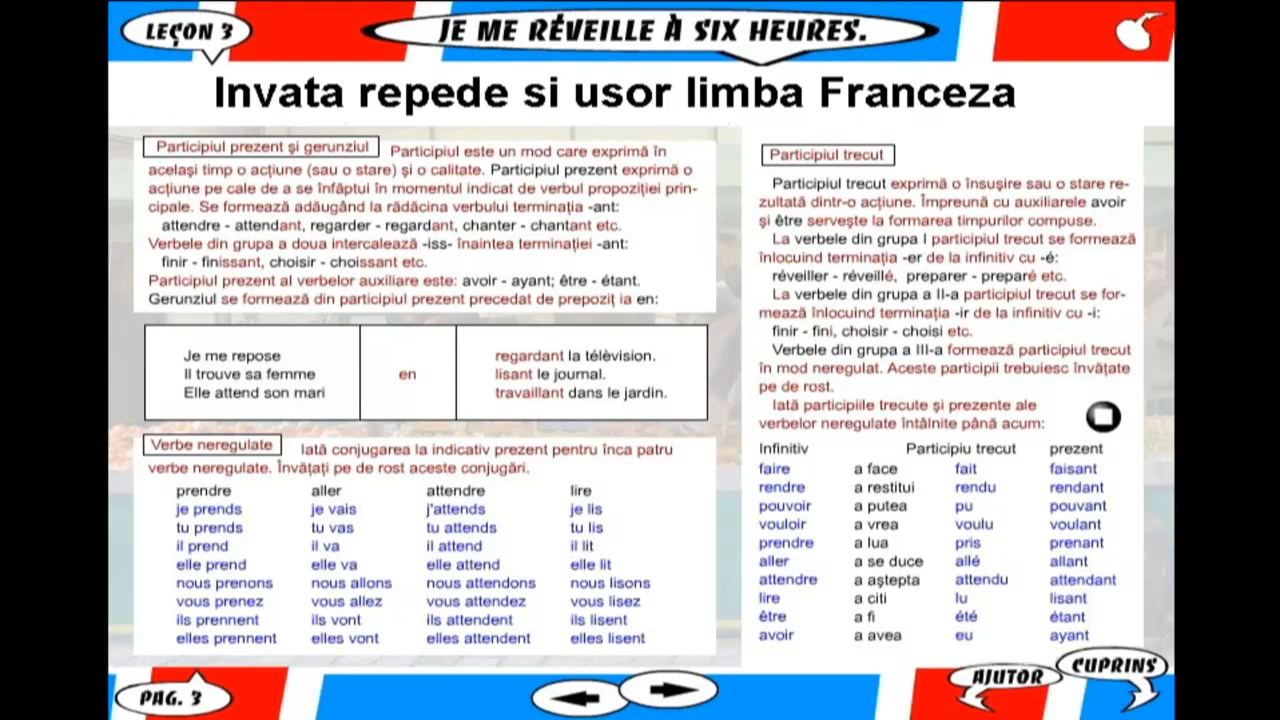 LEÇON 3
JE ME RÉVEILLE À SIX HEURES.
Invata repede si usor limba Franceza
Participiul prezent şi gerunziul
Participiul este un mod care exprimă în
acelaşi timp o acţiune (sau o stare) şi o calitate. Participiul prezent exprimă o
acţiune pe cale de a se înfăptui în momentul indicat de verbul propoziţiei prin-
cipale. Se formează adăugând la rădăcina verbului terminaţia -ant:
attendre - attendant, regarder - regardant, chanter - chantant etc.
Verbele din grupa a doua intercalează -iss- înaintea terminaţiei -ant:
finir - finissant, choisir - choissant etc.
Participiul prezent al verbelor auxiliare este: avoir - ayant; être - étant.
Gerunziul se formează din participiul prezent precedat de prepoziţ ia en:
Je me repose
Il trouve sa femme
Elle attend son mari
en
regardant la télèvision.
lisant le journal.
travaillant dans le jardin.
Verbe neregulate
Iată conjugarea la indicativ prezent pentru înca patru
verbe neregulate. Învăţaţi pe de rost aceste conjugări.
prendre aller attendre lire
je prends je vais j'attends je lis
tu prends tu vas tu attends tu lis
il prend il va il attend il lit
elle prend elle va elle attend elle lit
nous prenons nous allons nous attendons nous lisons
vous prenez vous allez vous attendez vous lisez
ils prennent ils vont ils attendent ils lisent
elles prennent elles vont elles attendent elles lisent
Participiul trecut
Participiul trecut exprimă o însuşire sau o stare re-
zultată dintr-o acţiune. Împreună cu auxiliarele avoir
şi être serveşte la formarea timpurilor compuse.
La verbele din grupa I participiul trecut se formează
înlocuind terminaţia -er de la infinitiv cu -é:
réveiller - réveillé, preparer - preparé etc.
La verbele din grupa a II-a participiul trecut se for-
mează înlocuind terminaţia -ir de la infinitiv cu -i:
finir - fini, choisir - choisi etc.
Verbele din grupa a III-a formează participiul trecut
în mod neregulat. Aceste participii trebuiesc învăţate
pe de rost.
Iată participiile trecute şi prezente ale
verbelor neregulate întâlnite până acum:
Infinitiv Participiu trecut prezent
faire a face fait faisant
rendre a restitui rendu rendant
pouvoir a putea pu pouvant
vouloir a vrea voulu voulant
prendre a lua pris prenant
aller a se duce allé allant
attendre a aştepta attendu attendant
lire a citi lu lisant
être a fi été étant
avoir a avea eu ayant
PAG. 3
AJUTOR
CUPRINS